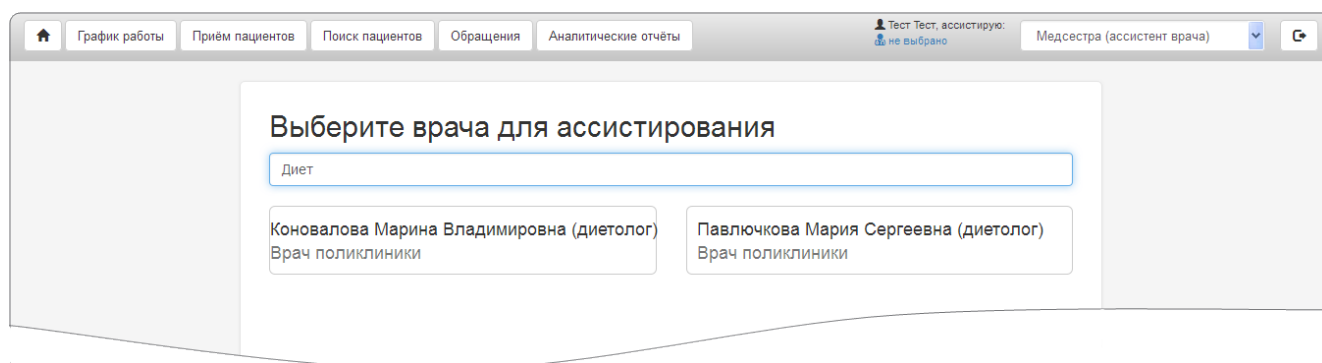 График работы Приём пациентов Поиск пациентов Обращения Аналитические отчёты Тест Тест, ассистирую: Медсестра (ассистент врача)
не выбрано
Выберите врача для ассистирования
Диет
Коновалова Марина Владимировна (диетолог) Павлючкова Мария Сергеевна (диетолог)
Врач поликлиники Врач поликлиники